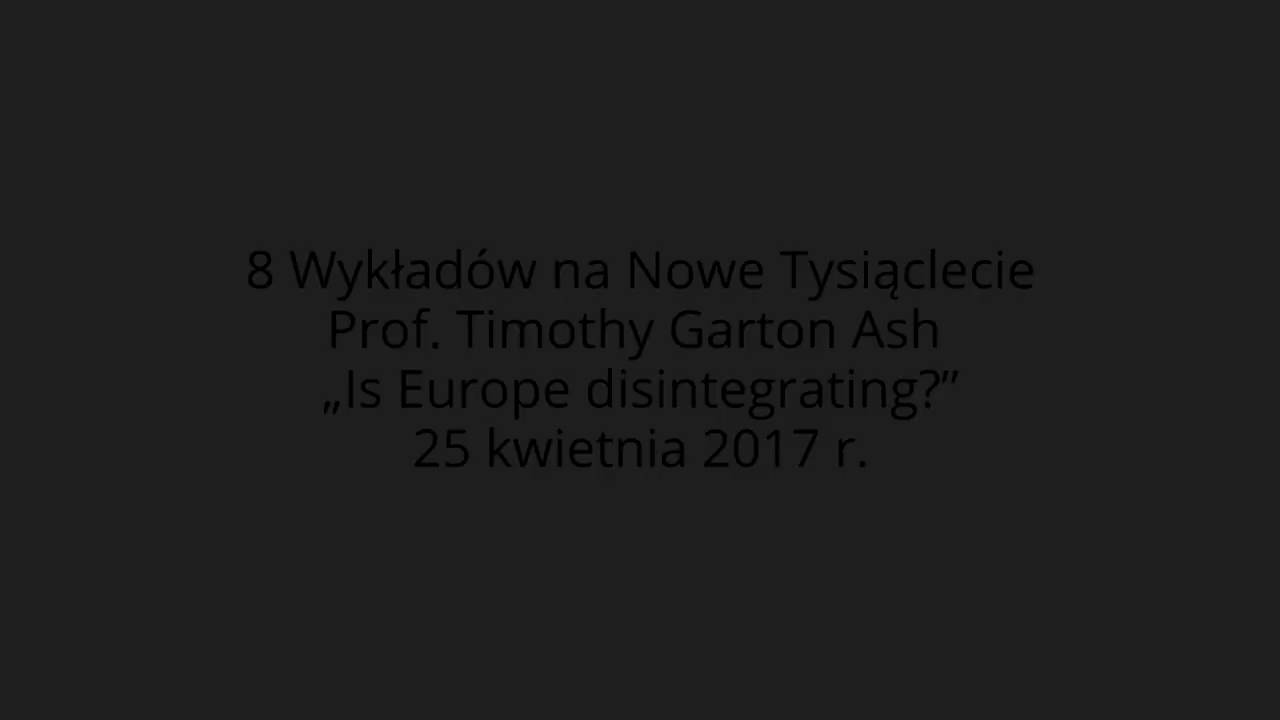 8 Wykładów na Nowe Tysiąclecie
Prof. Timothy Garton Ash
„Is Europe disintegrating?”
25 kwietnia 2017 r.